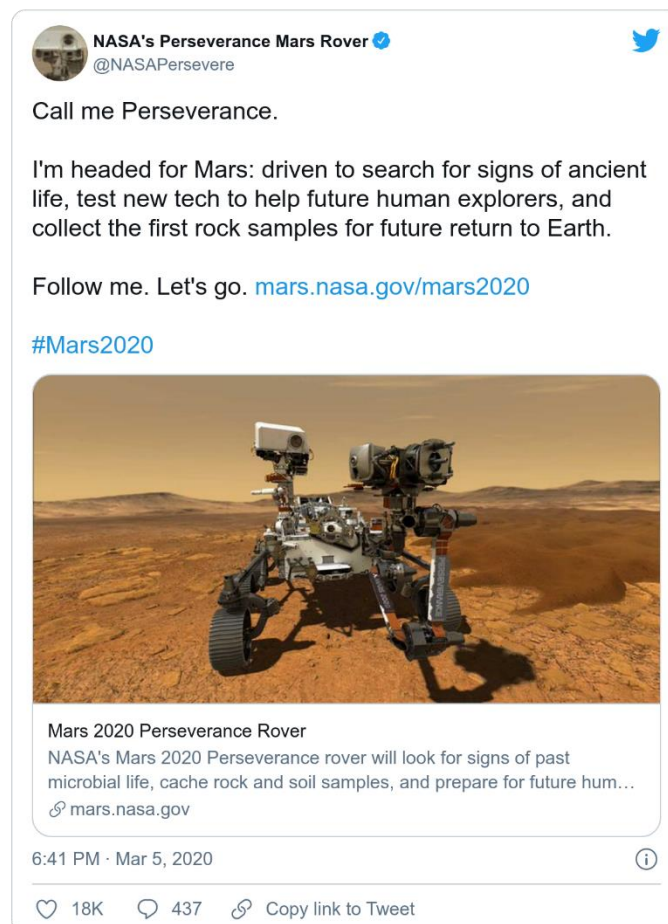 NASA's Perseverance Mars Rover
@NASAPersevere
Call me Perseverance.
I'm headed for Mars: driven to search for signs of ancient
life, test new tech to help future human explorers, and
collect the first rock samples for future return to Earth.
Follow me. Let's go. mars.nasa.gov/mars2020
#Mars2020
PERSEVERANCE
Mars 2020 Perseverance Rover
NASA's Mars 2020 Perseverance rover will look for signs of past
microbial life, cache rock and soil samples, and prepare for future hum…
mars.nasa.gov
6:41 PM · Mar 5, 2020
18K 437 Copy link to Tweet